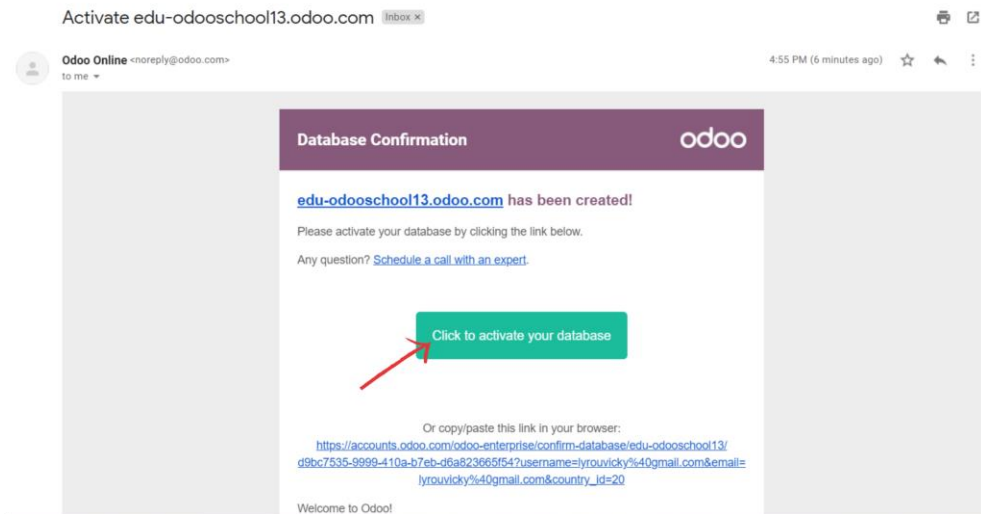 Activate edu-odooschool13.odoo.com Inbox ×
Odoo Online <noreply@odoo.com>
4:55 PM (6 minutes ago)
to me
Database Confirmation
odoo
edu-odooschool13.odoo.com has been created!
Please activate your database by clicking the link below.
Any question? Schedule a call with an expert.
Click to activate your database
Or copy/paste this link in your browser:
https://accounts.odoo.com/odoo-enterprise/confirm-database/edu-odooschool13/
d9bc7535-9999-410a-b7eb-d6a823665f54?username=lyrouvicky%40gmail.com&email=
lyrouvicky%40gmail.com&country_id=20
Welcome to Odoo!